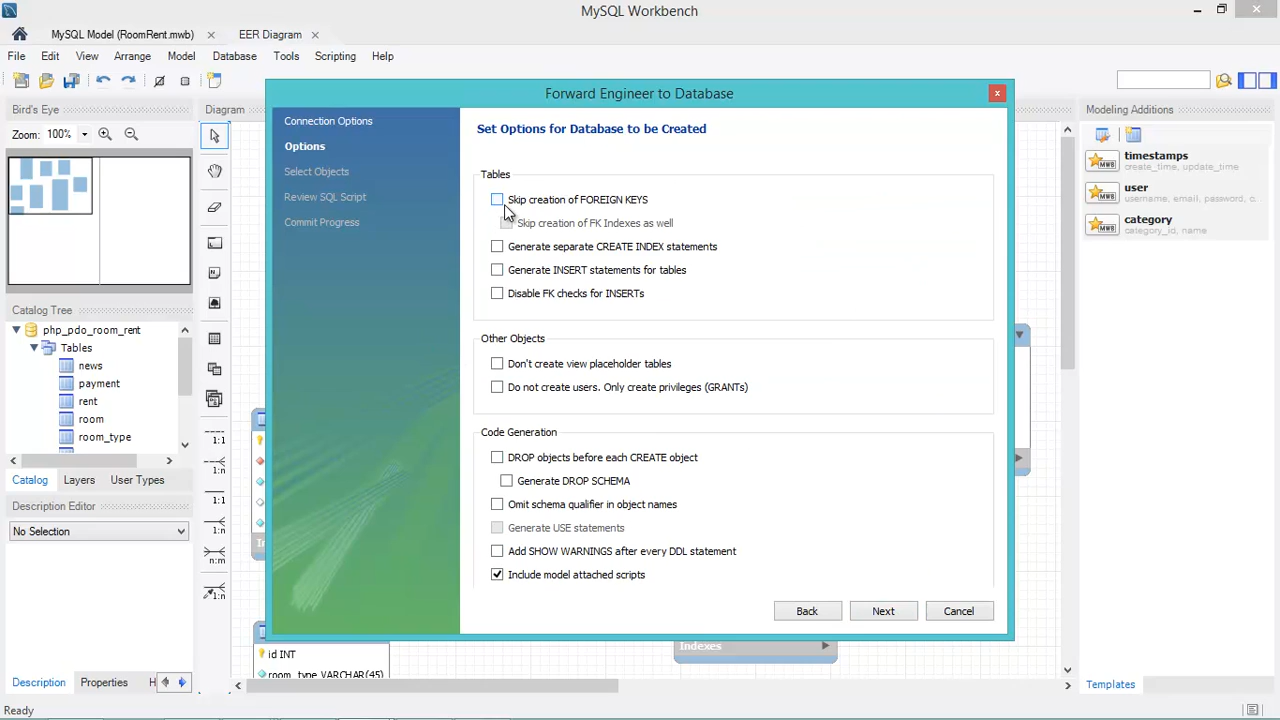 MySQL Workbench
MySQL Model (RoomRent.mwb)
EER Diagram
File Edit View Arrange Model Database Tools Scripting Help
Forward Engineer to Database
Bird's Eye
Diagram
Modeling Additions
Zoom: 100%
Connection Options
Options
Select Objects
Review SQL Script
Commit Progress
Set Options for Database to be Created
Tables
Skip creation of FOREIGN KEYS
Skip creation of FK Indexes as well
Generate separate CREATE INDEX statements
Generate INSERT statements for tables
Disable FK checks for INSERTs
Other Objects
Don't create view placeholder tables
Do not create users. Only create privileges (GRANTs)
Code Generation
DROP objects before each CREATE object
Generate DROP SCHEMA
Omit schema qualifier in object names
Generate USE statements
Add SHOW WARNINGS after every DDL statement
Include model attached scripts
Back Next Cancel
timestamps
create_time, update_time
user
username, email, password, c...
category
category_id, name
Catalog Tree
php_pdo_room_rent
Tables
news
payment
rent
room
room_type
Catalog Layers User Types
Description Editor
No Selection
1:1
1:n
1:1
1:n
n:m
1:n
Indexes
id INT
room_type VARCHAR(45)
Description Properties H
Templates
Ready